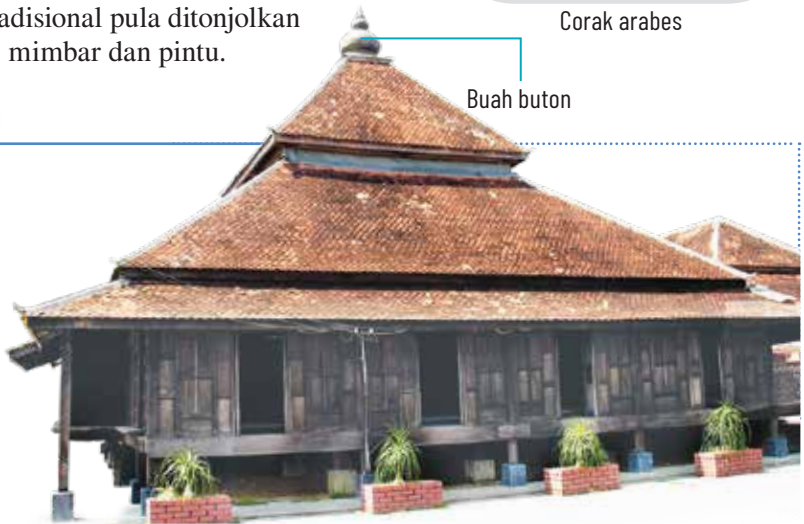 adisional pula ditonjolkan
mimbar dan pintu.
Corak arabes
Buah buton